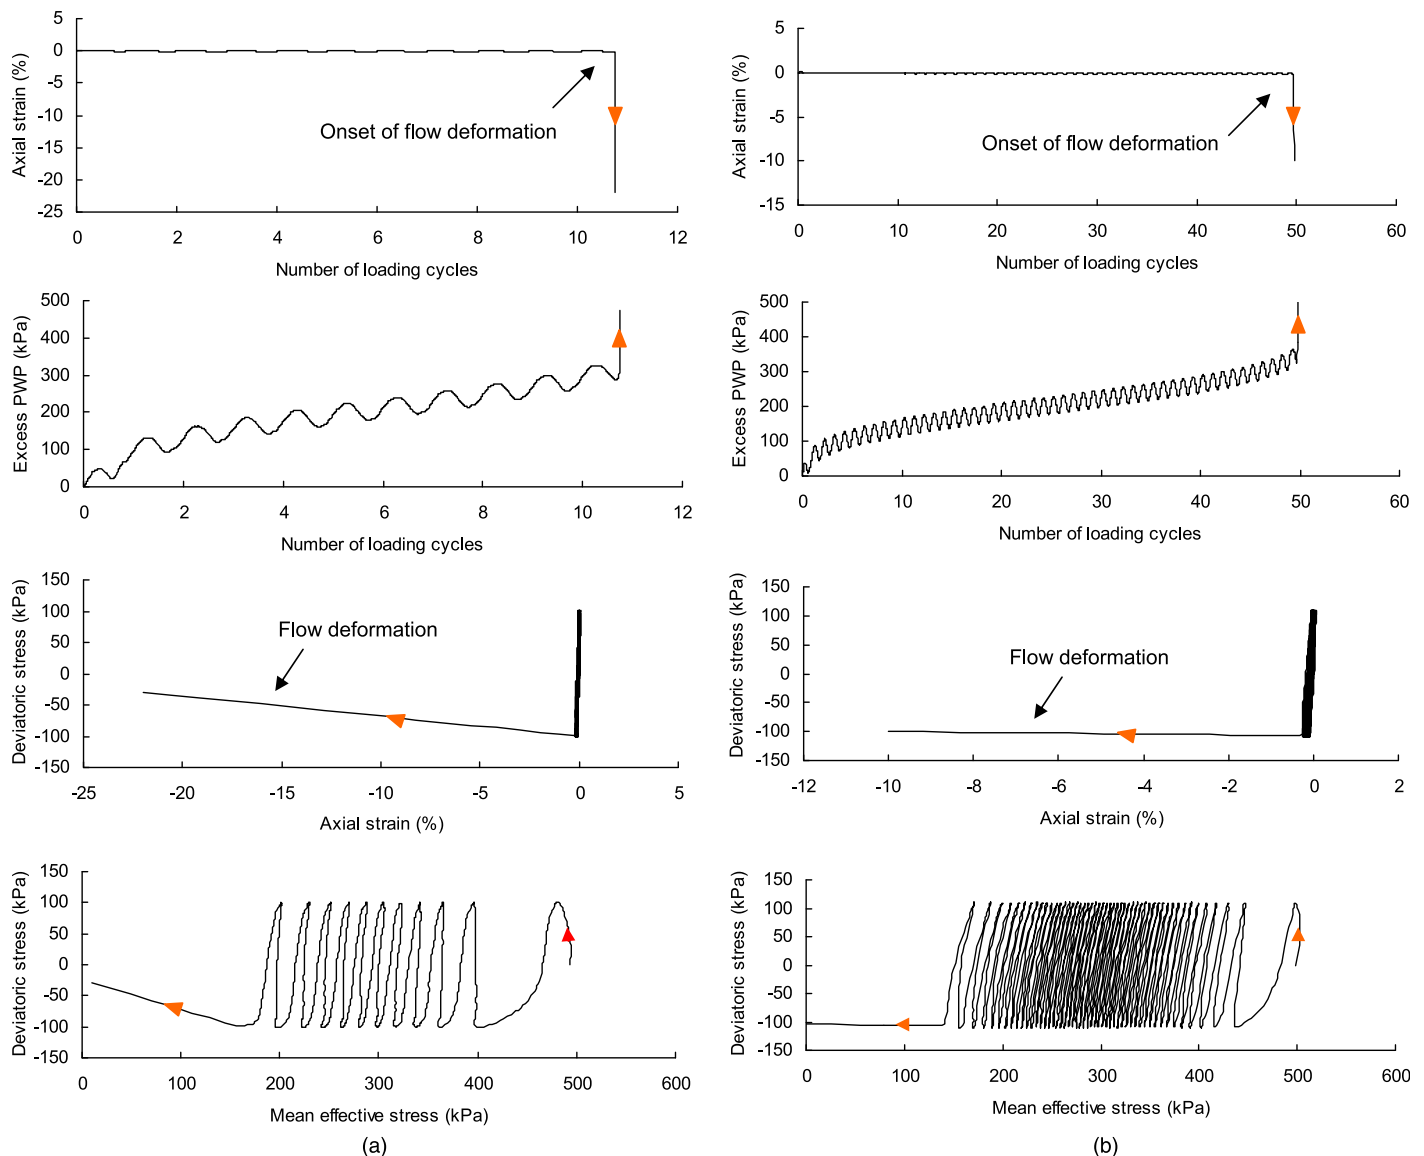 Axial strain (%)
5
0
-5
-10
-15
-20
-25
Onset of flow deformation
0 2 4 6 8 10 12
Number of loading cycles
Axial strain (%)
5
0
-5
-10
-15
Onset of flow deformation
0 10 20 30 40 50 60
Number of loading cycles
Excess PWP (kPa)
500
400
300
200
100
0
0 2 4 6 8 10 12
Number of loading cycles
Excess PWP (kPa)
500
400
300
200
100
0
0 10 20 30 40 50 60
Number of loading cycles
Deviatoric stress (kPa)
150
100
50
0
-50
-100
-150
Flow deformation
-25 -20 -15 -10 -5 0 5
Axial strain (%)
Deviatoric stress (kPa)
150
100
50
0
-50
-100
-150
Flow deformation
-12 -10 -8 -6 -4 -2 0 2
Axial strain (%)
Deviatoric stress (kPa)
150
100
50
0
-50
-100
-150
0 100 200 300 400 500 600
Mean effective stress (kPa)
(a)
Deviatoric stress (kPa)
150
100
50
0
-50
-100
-150
0 100 200 300 400 500 600
Mean effective stress (kPa)
(b)